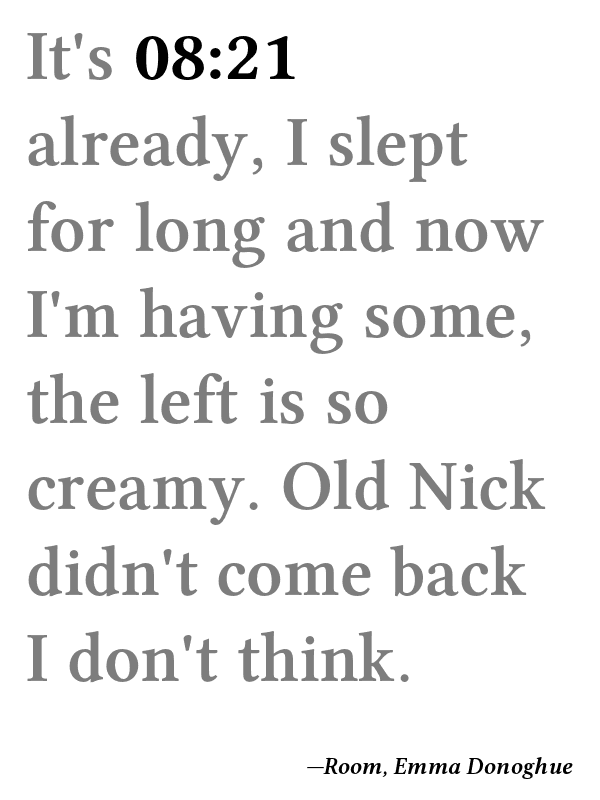 It's 08:21
already, I slept
for long and now
I'm having some,
the left is so
creamy. Old Nick
didn't come back
I don't think.
—Room, Emma Donoghue